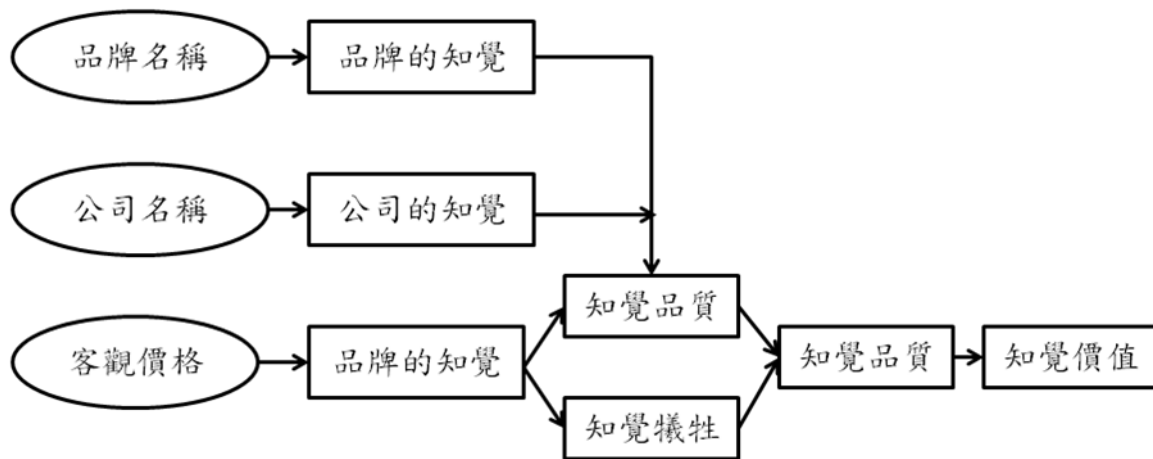 品牌名稱
品牌的知覺
公司名稱
公司的知覺
知覺品質
客觀價格
品牌的知覺
知覺品質
知覺價值
知覺犧牲